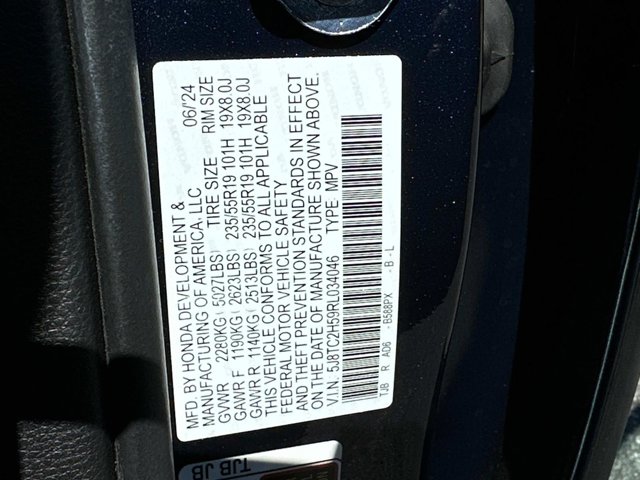 MFD. BY HONDA DEVELOPMENT & 06/'24
MANUFACTURING OF AMERICA, LLC
GVWR 2280KG(5027LBS) TIRE SIZE RIM SIZE
GAWR F 1190KG(2623LBS) 235/55R19 101H 19X8.0J
GAWR R 1140KG(2513LBS) 235/55R19 101H 19X8.0J
THIS VEHICLE CONFORMS TO ALL APPLICABLE
FEDERAL MOTOR VEHICLE SAFETY
AND THEFT PREVENTION STANDARDS IN EFFECT
ON THE DATE OF MANUFACTURE SHOWN ABOVE.
V.I.N. 5J8TC2H59RL034046 TYPE: MPV
TJB R AD6 - B588PX - B - L
TJB JB